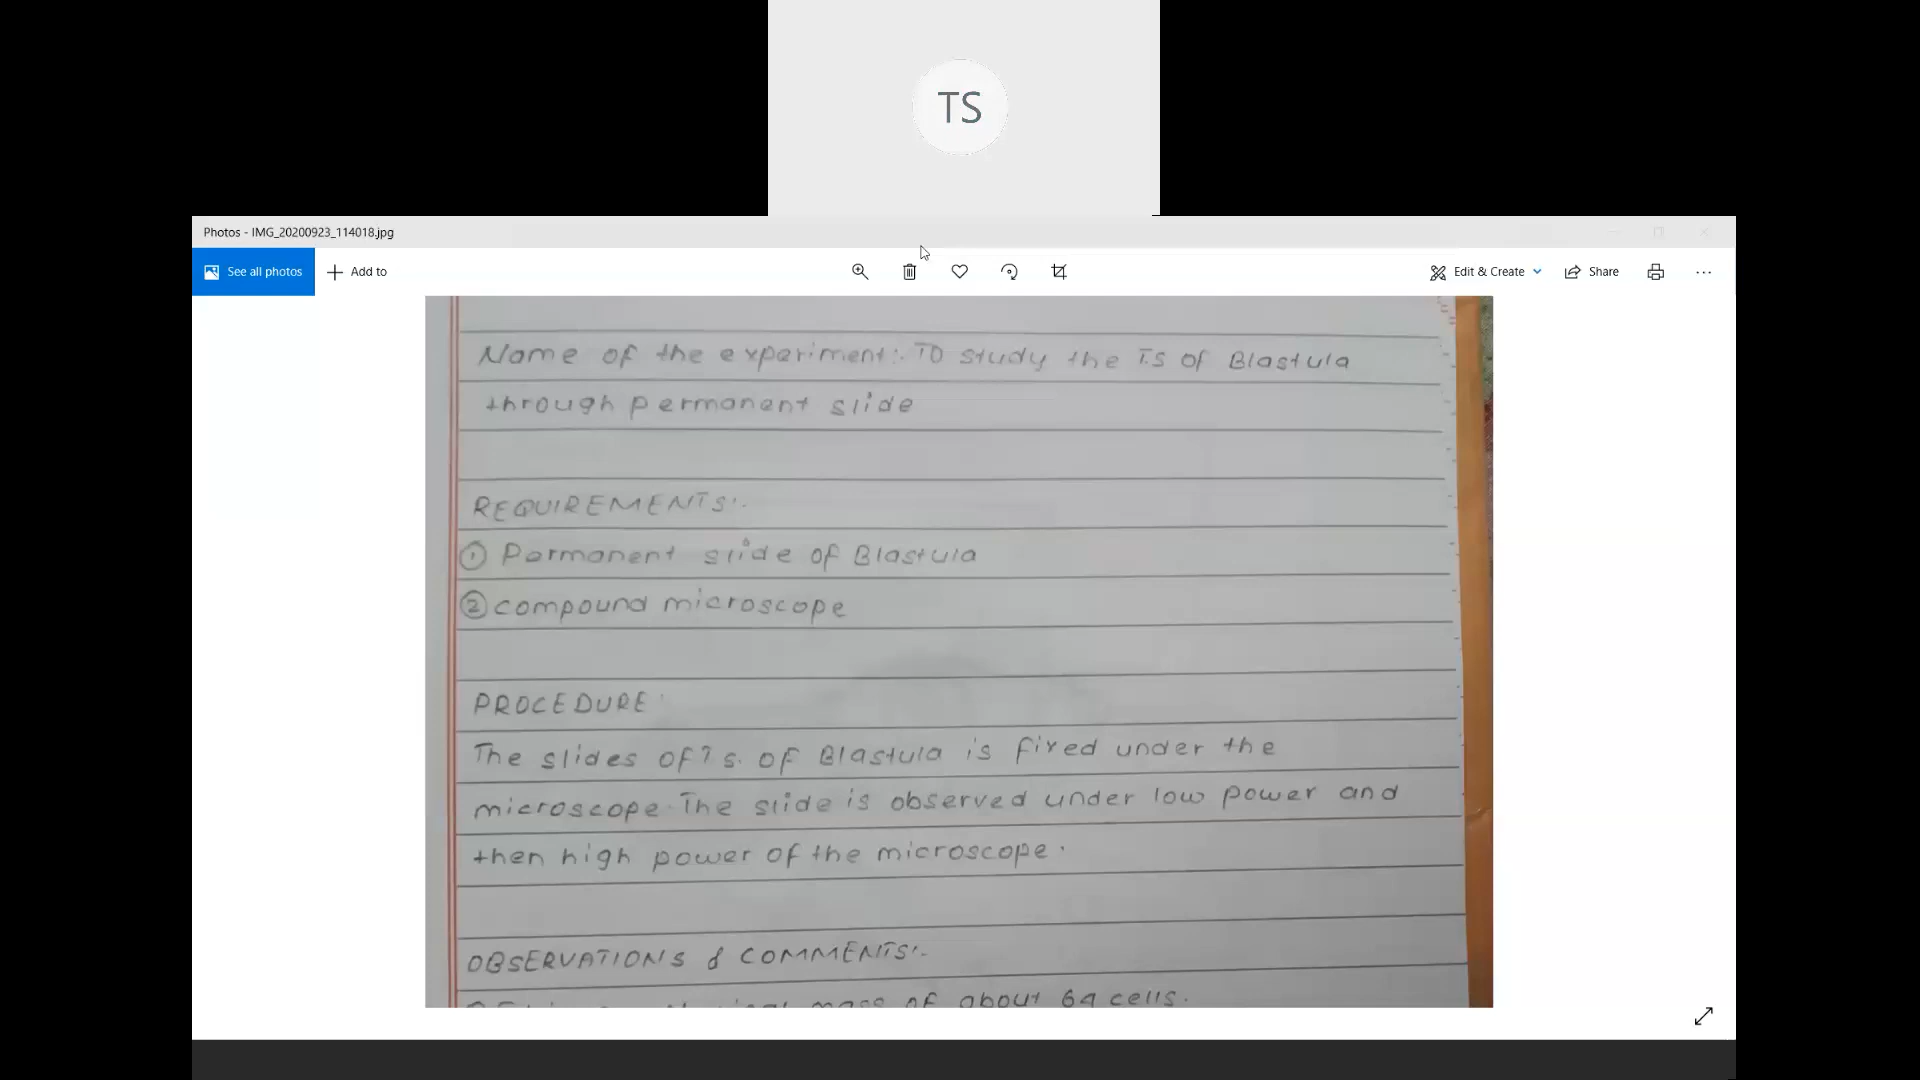 TS
Photos - IMG_20200923_114018.jpg
See all photos
Add to
Edit & Create
Share
Name of the experiment:. TO study the T.S of Blastula
through permanent slide
REQUIREMENTS:.
① Permanent slide of Blastula
② compound microscope
PROCEDURE:
The slides of T s. of Blastula is fixed under the
microscope. The slide is observed under low power and
then high power of the microscope.
OBSERVATIONS & COMMENTS:.
mass of about 64 cells.